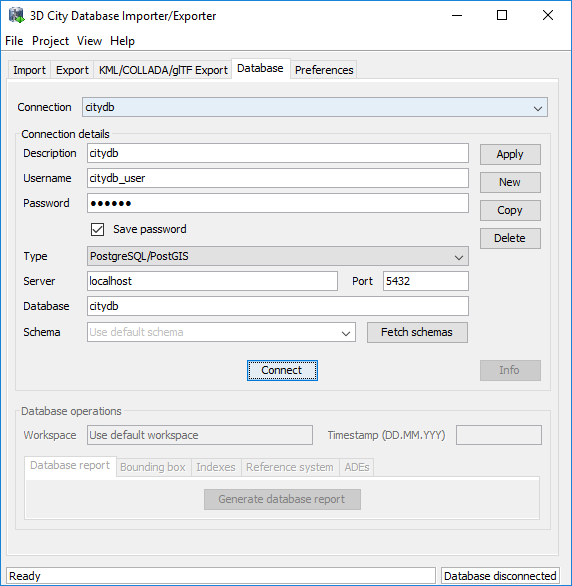 3D City Database Importer/Exporter
File Project View Help
Import Export KML/COLLADA/glTF Export Database Preferences
Connection citydb
Connection details
Description citydb Apply
Username citydb_user New
Password ●●●●●● Copy
Save password
Delete
Type PostgreSQL/PostGIS
Server localhost Port 5432
Database citydb
Schema Use default schema Fetch schemas
Connect Info
Database operations
Workspace Use default workspace Timestamp (DD.MM.YYY)
Database report Bounding box Indexes Reference system ADEs
Generate database report
Ready Database disconnected